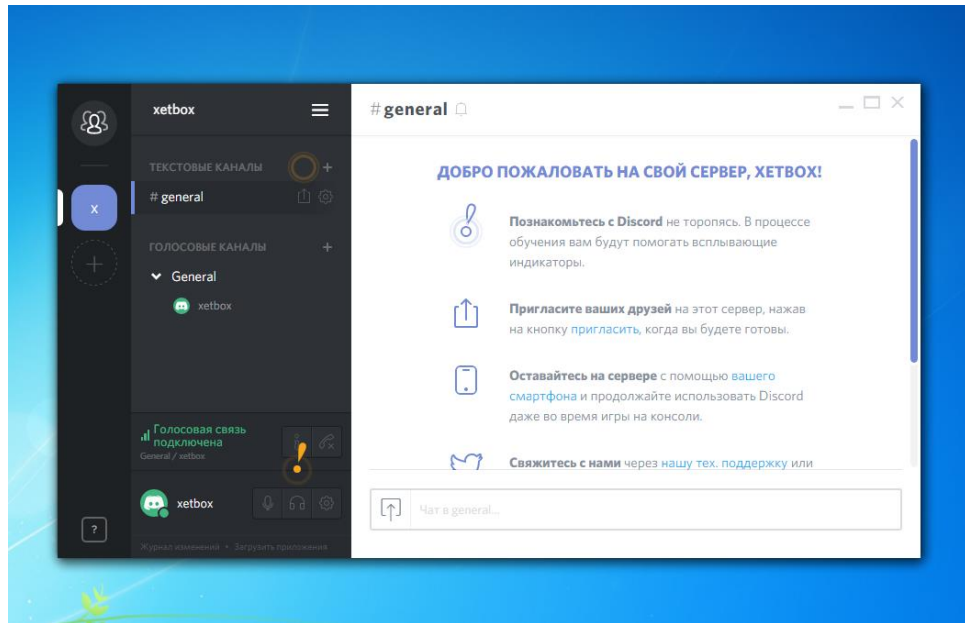 xetbox
ТЕКСТОВЫЕ КАНАЛЫ
# general
ГОЛОСОВЫЕ КАНАЛЫ
General
xetbox
X
Голосовая связь
подключена
General / xetbox
xetbox
?
Журнал изменений • Загрузить приложения
#general
ДОБРО ПОЖАЛОВАТЬ НА СВОЙ СЕРВЕР, XETBOX!
Познакомьтесь с Discord не торопясь. В процессе
обучения вам будут помогать всплывающие
индикаторы.
Пригласите ваших друзей на этот сервер, нажав
на кнопку пригласить, когда вы будете готовы.
Оставайтесь на сервере с помощью вашего
смартфона и продолжайте использовать Discord
даже во время игры на консоли.
Свяжитесь с нами через нашу тех. поддержку или
Чат в general...